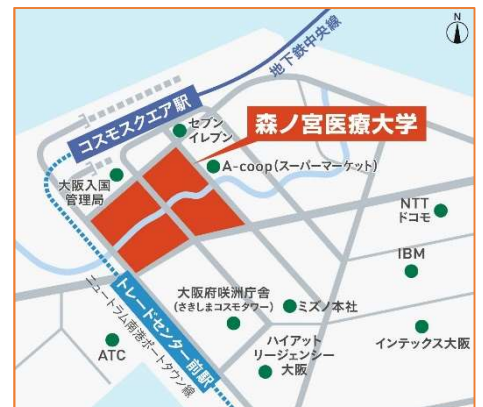 N
地下鉄中央線
コスモスクエア駅
セブン
イレブン
森ノ宮医療大学
A-coop(スーパーマーケット)
大阪入国
管理局
NTT
ドコモ
IBM
大阪府咲洲庁舎
(さきしまコスモタワー)
ミズノ本社
トレードセンター前駅
ニュートラム南港ポートタウン線
ATC
ハイアット
リージェンシー
大阪
インテックス大阪